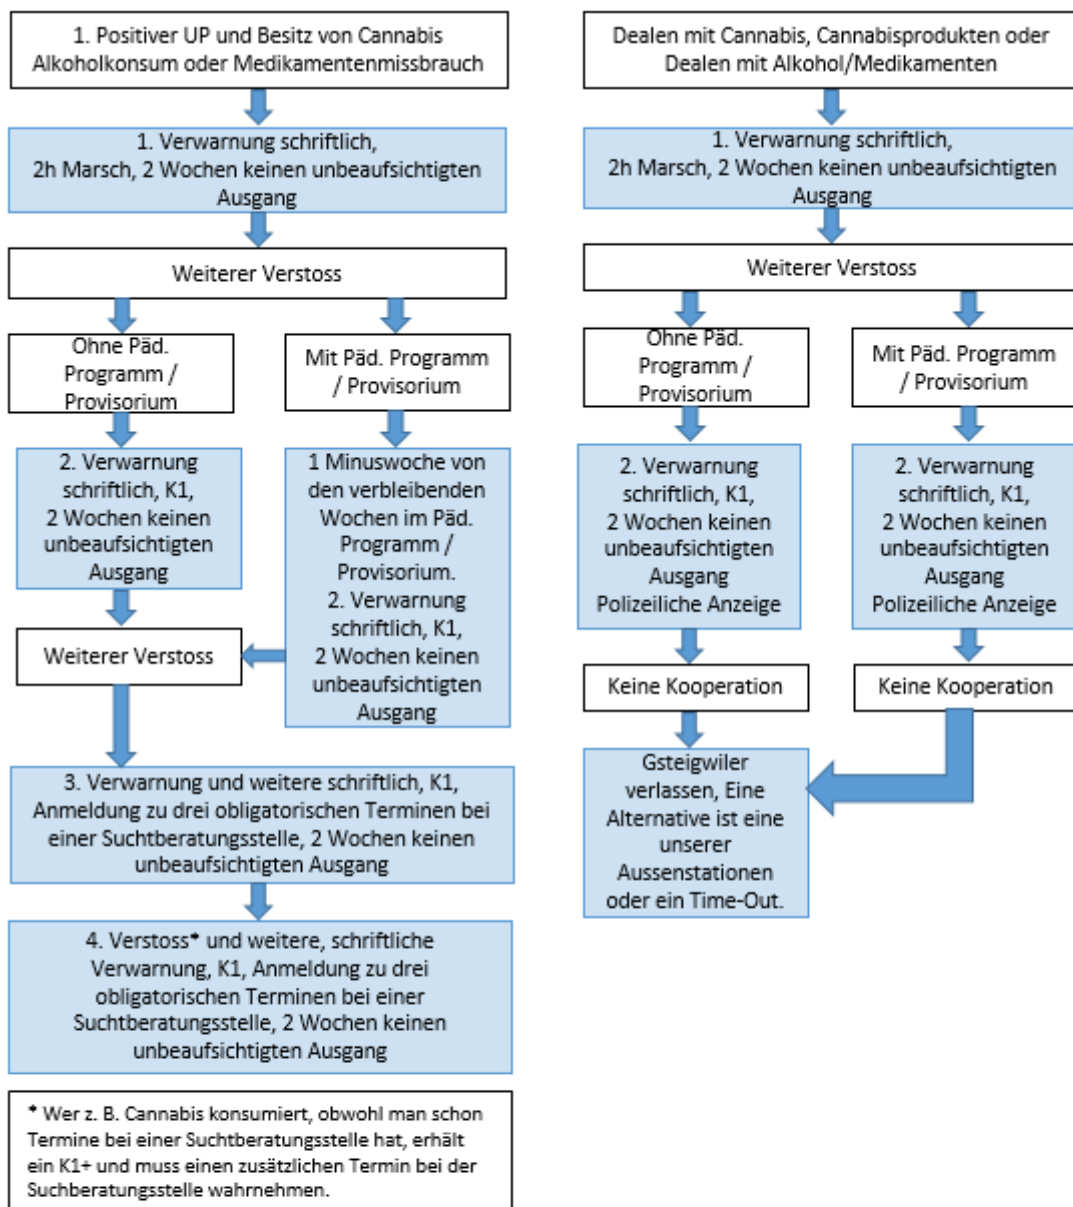 1. Positiver UP und Besitz von Cannabis
Alkoholkonsum oder Medikamentenmissbrauch
1. Verwarnung schriftlich,
2h Marsch, 2 Wochen keinen unbeaufsichtigten
Ausgang
Weiterer Verstoss
Ohne Päd.
Programm /
Provisorium
Mit Päd. Programm
/ Provisorium
2. Verwarnung
schriftlich, K1,
2 Wochen keinen
unbeaufsichtigten
Ausgang
1 Minuswoche von
den verbleibenden
Wochen im Päd.
Programm /
Provisorium.
2. Verwarnung
schriftlich, K1,
2 Wochen keinen
unbeaufsichtigten
Ausgang
Weiterer Verstoss
3. Verwarnung und weitere schriftlich, K1,
Anmeldung zu drei obligatorischen Terminen bei
einer Suchtberatungsstelle, 2 Wochen keinen
unbeaufsichtigten Ausgang
4. Verstoss* und weitere, schriftliche
Verwarnung, K1, Anmeldung zu drei
obligatorischen Terminen bei einer
Suchtberatungsstelle, 2 Wochen keinen
unbeaufsichtigten Ausgang
* Wer z. B. Cannabis konsumiert, obwohl man schon
Termine bei einer Suchtberatungsstelle hat, erhält
ein K1+ und muss einen zusätzlichen Termin bei der
Suchberatungsstelle wahrnehmen.
Dealen mit Cannabis, Cannabisprodukten oder
Dealen mit Alkohol/Medikamenten
1. Verwarnung schriftlich,
2h Marsch, 2 Wochen keinen unbeaufsichtigten
Ausgang
Weiterer Verstoss
Ohne Päd.
Programm /
Provisorium
Mit Päd. Programm
/ Provisorium
2. Verwarnung
schriftlich, K1,
2 Wochen keinen
unbeaufsichtigten
Ausgang
Polizeiliche Anzeige
2. Verwarnung
schriftlich, K1,
2 Wochen keinen
unbeaufsichtigten
Ausgang
Polizeiliche Anzeige
Keine Kooperation
Keine Kooperation
Gsteigwiler
verlassen, Eine
Alternative ist eine
unserer
Aussenstationen
oder ein Time-Out.